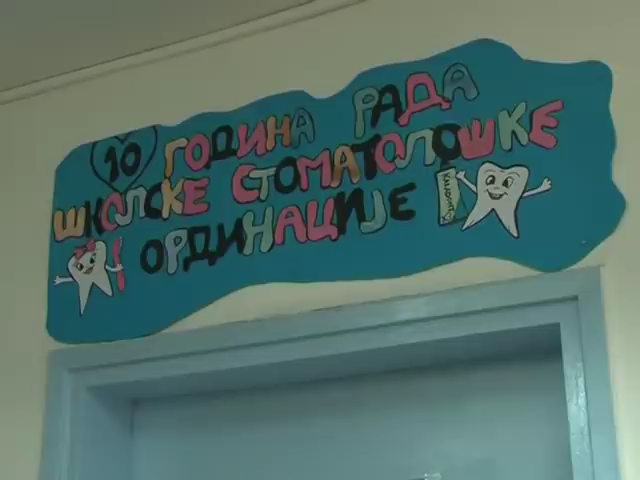 10 ГОДИНА РАДА
ШКОЛСКЕ СТОМАТОЛОШКЕ
ОРДИНАЦИЈЕ